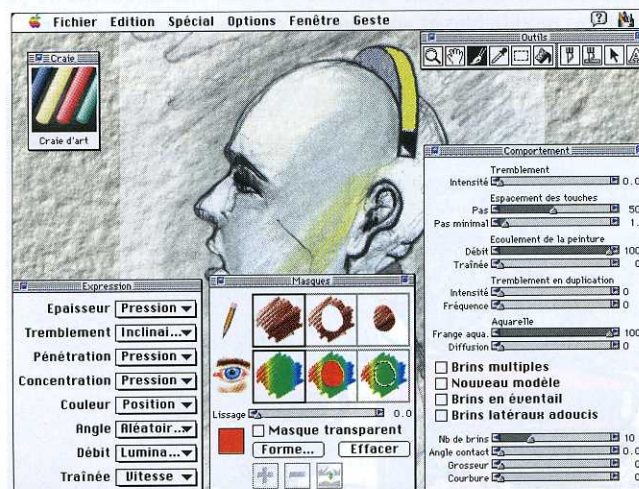 Fichier Edition Spécial Options Fenêtre Geste
Outils
Craie
Craie d'art
Comportement
Tremblement
Intensité 0.0
Espacement des touches
Pas 50
Pas minimal 1.
Ecoulement de la peinture
Débit 100
Traînée 0
Tremblement en duplication
Intensité 0
Fréquence 0
Aquarelle
Frange aqua. 100
Diffusion 0
Brins multiples
Nouveau modèle
Brins en éventail
Brins latéraux adoucis
Nb de brins 10
Angle contact 0.0
Grosseur 0.
Courbure 0.
Expression
Epaisseur Pression
Tremblement Inclinai...
Pénétration Pression
Concentration Pression
Couleur Position
Angle Aléatoir...
Débit Lumina...
Traînée Vitesse
Masques
Lissage 0.0
Masque transparent
Forme... Effacer